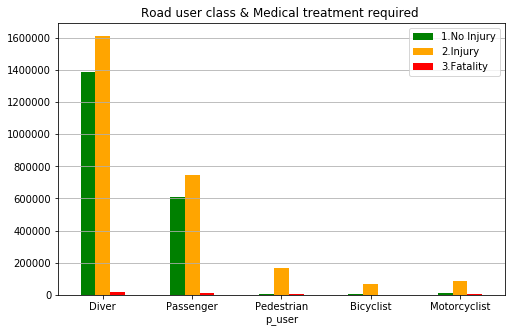 Road user class & Medical treatment required
1.No Injury
2.Injury
3.Fatality
1600000
1400000
1200000
1000000
800000
600000
400000
200000
0
Diver
Passenger
Pedestrian
Bicyclist
Motorcyclist
p_user